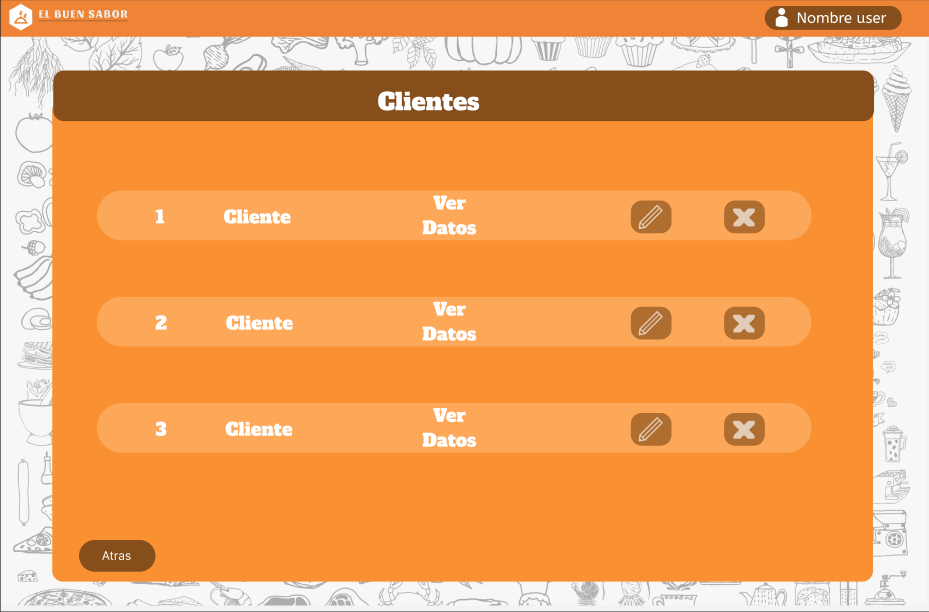 EL BUEN SABOR
Nombre user
Clientes
1 Cliente Ver Datos
2 Cliente Ver Datos
3 Cliente Ver Datos
Atras